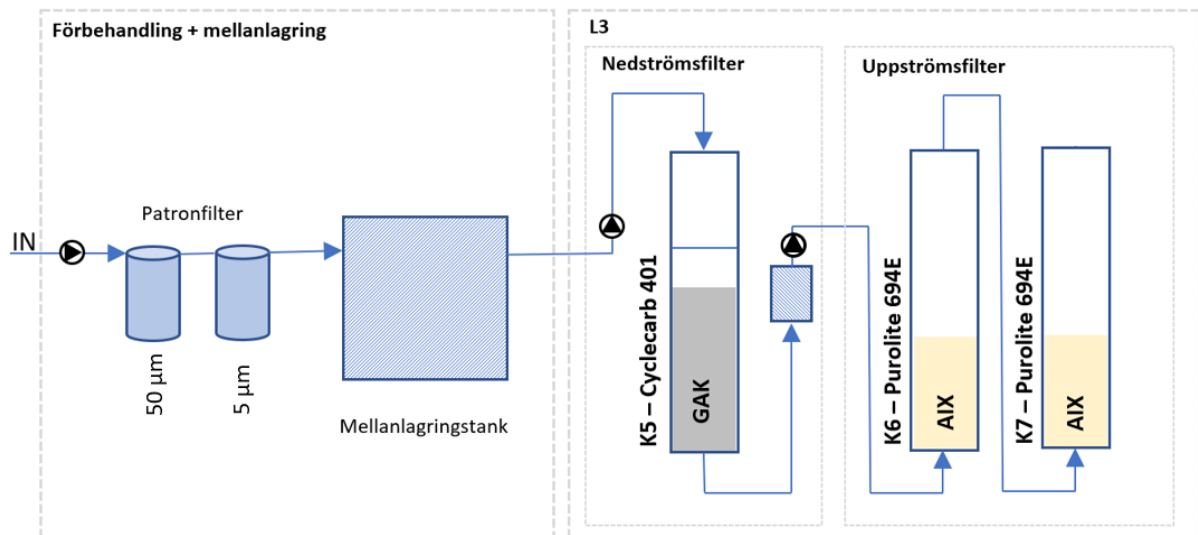 Förbehandling + mellanlagring
IN
Patronfilter
50 µm
5 µm
Mellanlagringstank
L3
Nedströmsfilter
K5 – Cyclecarb 401
GAK
Uppströmsfilter
K6 – Purolite 694E
AIX
K7 – Purolite 694E
AIX